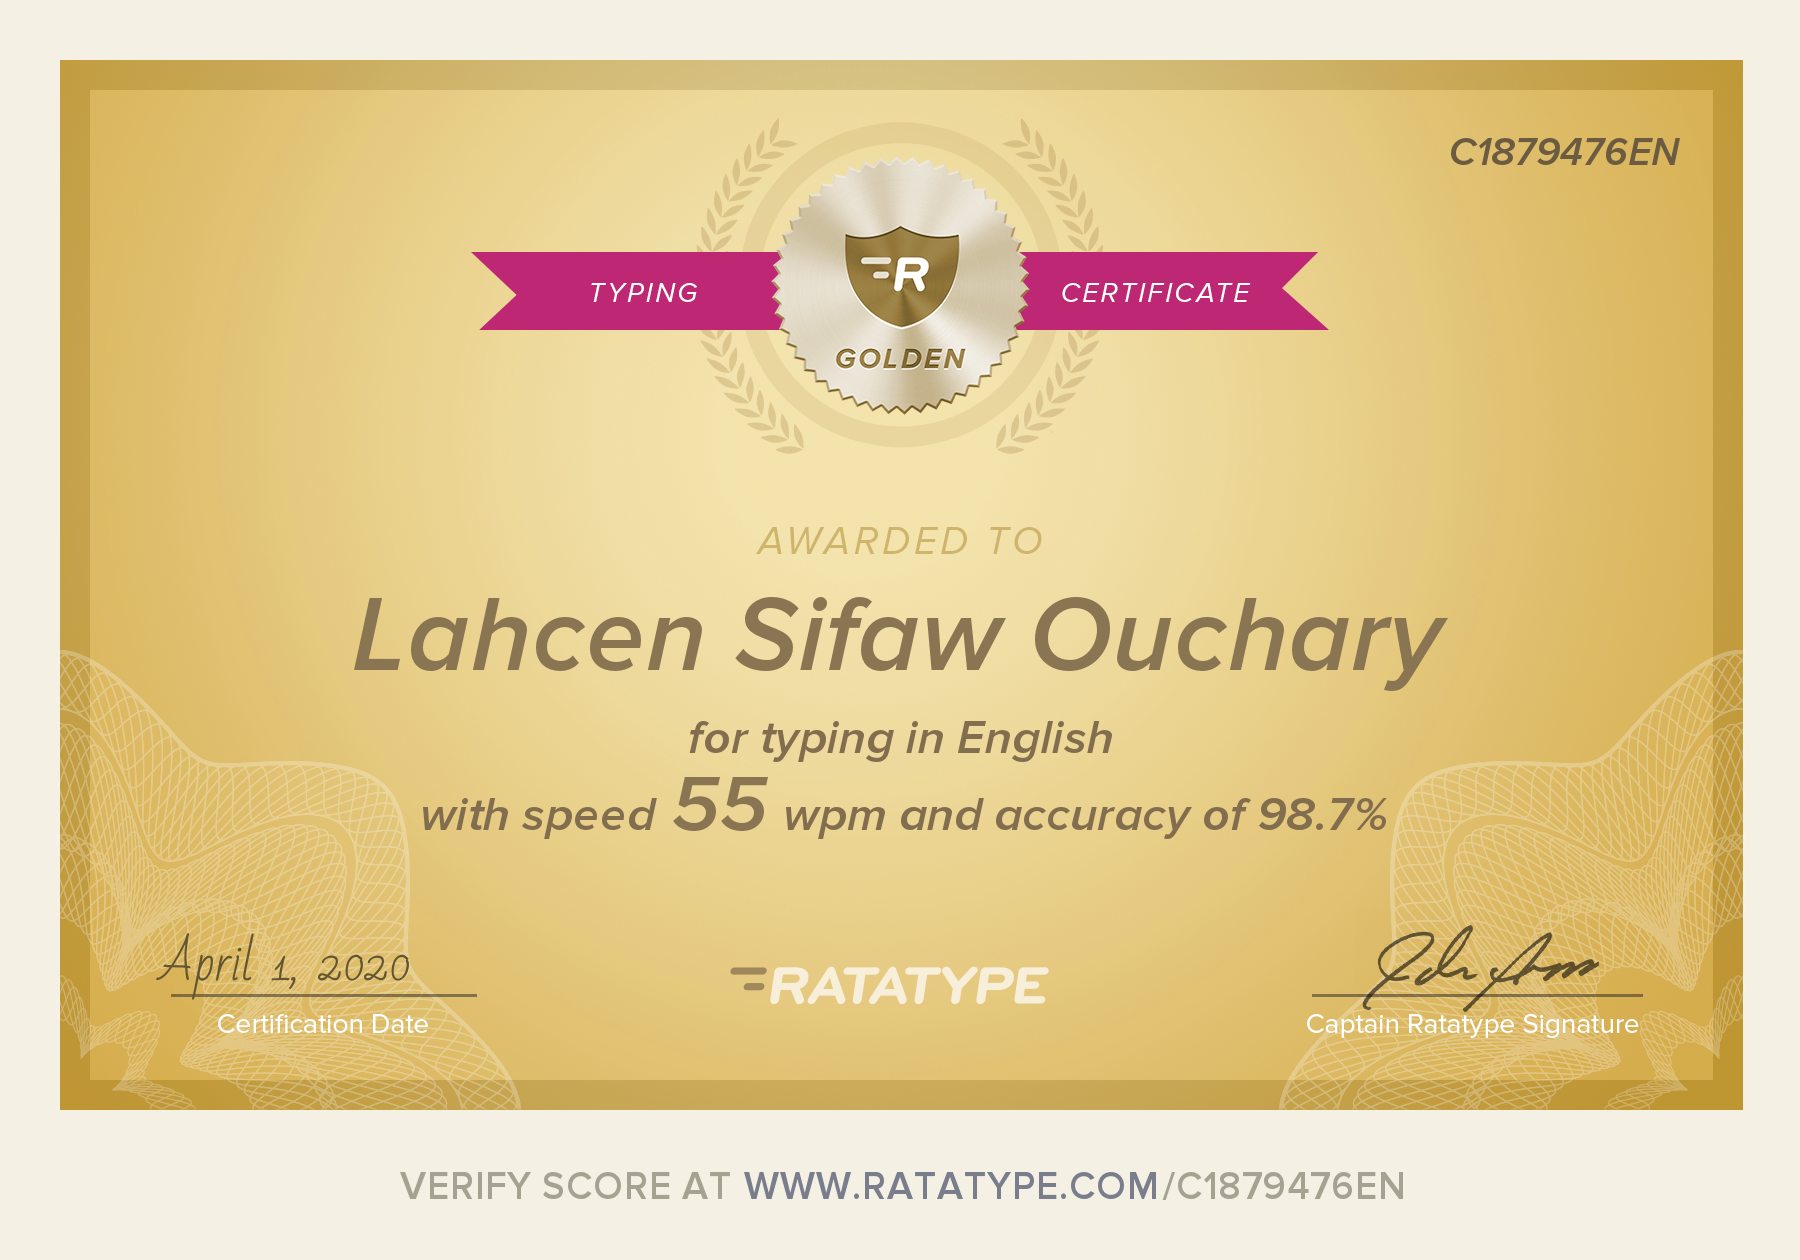 C1879476EN
TYPING
CERTIFICATE
R
GOLDEN
AWARDED TO
Lahcen Sifaw Ouchary
for typing in English
with speed 55 wpm and accuracy of 98.7%
April 1, 2020
Certification Date
RATATYPE
Captain Ratatype Signature
VERIFY SCORE AT WWW.RATATYPE.COM/C1879476EN